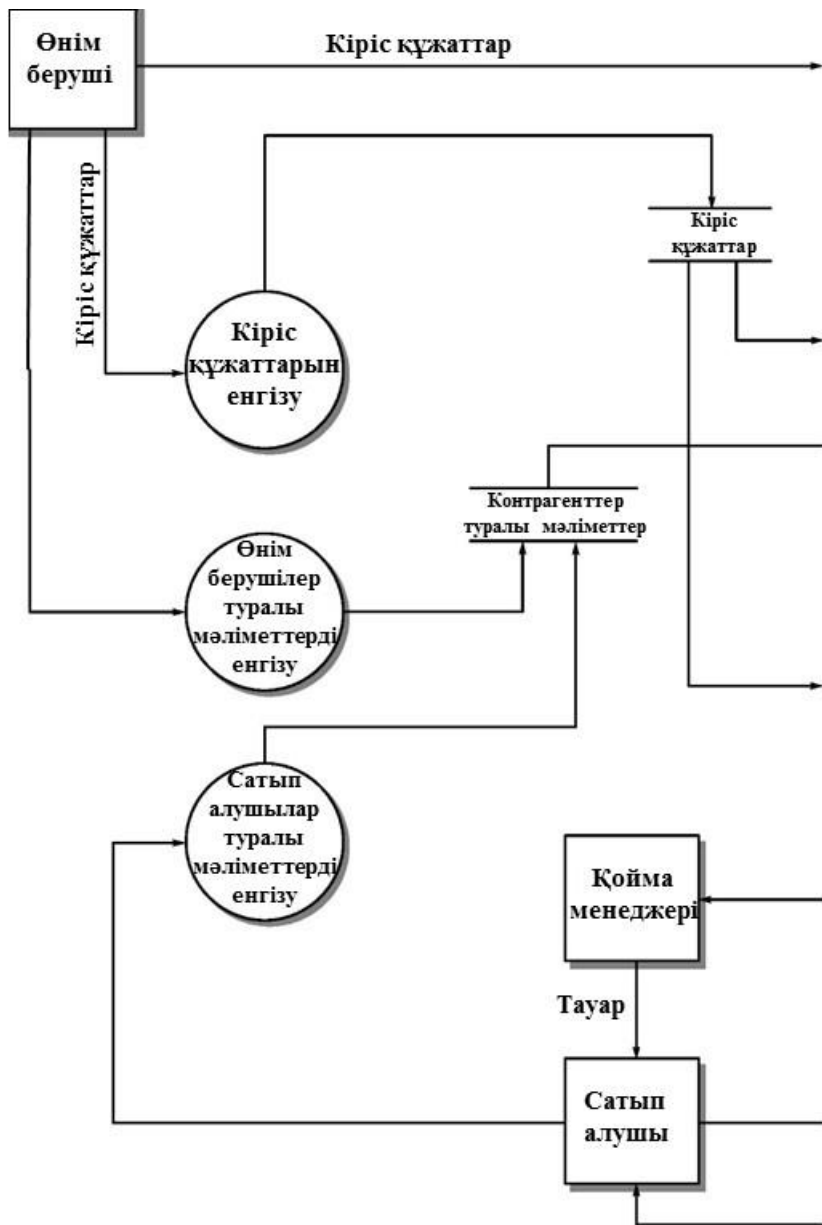 Өнім
беруші
Кіріс құжаттар
Кіріс құжаттар
Кіріс
құжаттар
Кіріс
құжаттарын
енгізу
Контрагенттер
туралы мәліметтер
Өнім
берушілер
туралы
мәліметтерді
енгізу
Сатып
алушылар
туралы
мәліметтерді
енгізу
Қойма
менеджері
Тауар
Сатып
алушы